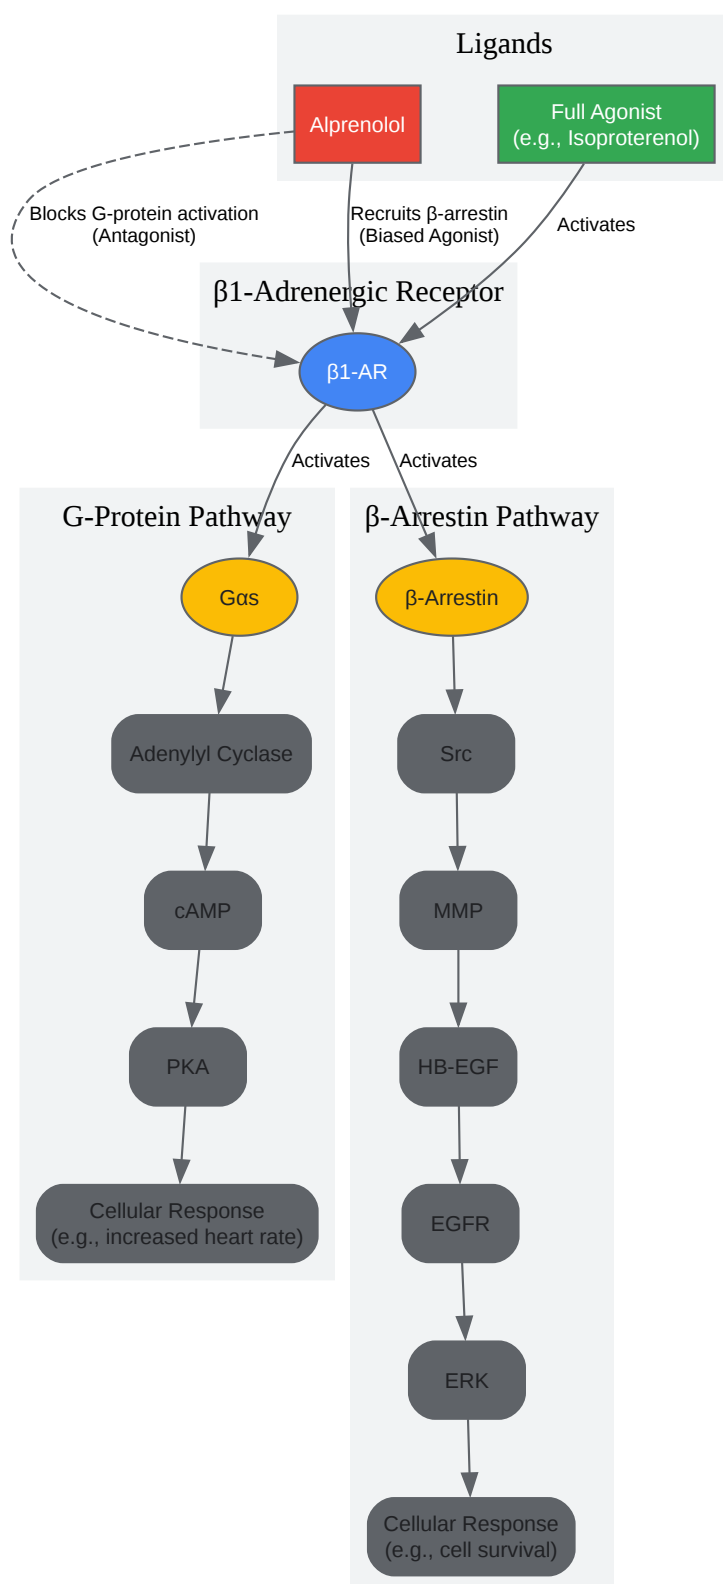 Ligands
Alprenolol
Full Agonist
(e.g., Isoproterenol)
Blocks G-protein activation
(Antagonist)
Recruits β-arrestin
(Biased Agonist)
Activates
β1-Adrenergic Receptor
β1-AR
Activates
Activates
G-Protein Pathway
Gαs
Adenylyl Cyclase
cAMP
PKA
Cellular Response
(e.g., increased heart rate)
β-Arrestin Pathway
β-Arrestin
Src
MMP
HB-EGF
EGFR
ERK
Cellular Response
(e.g., cell survival)